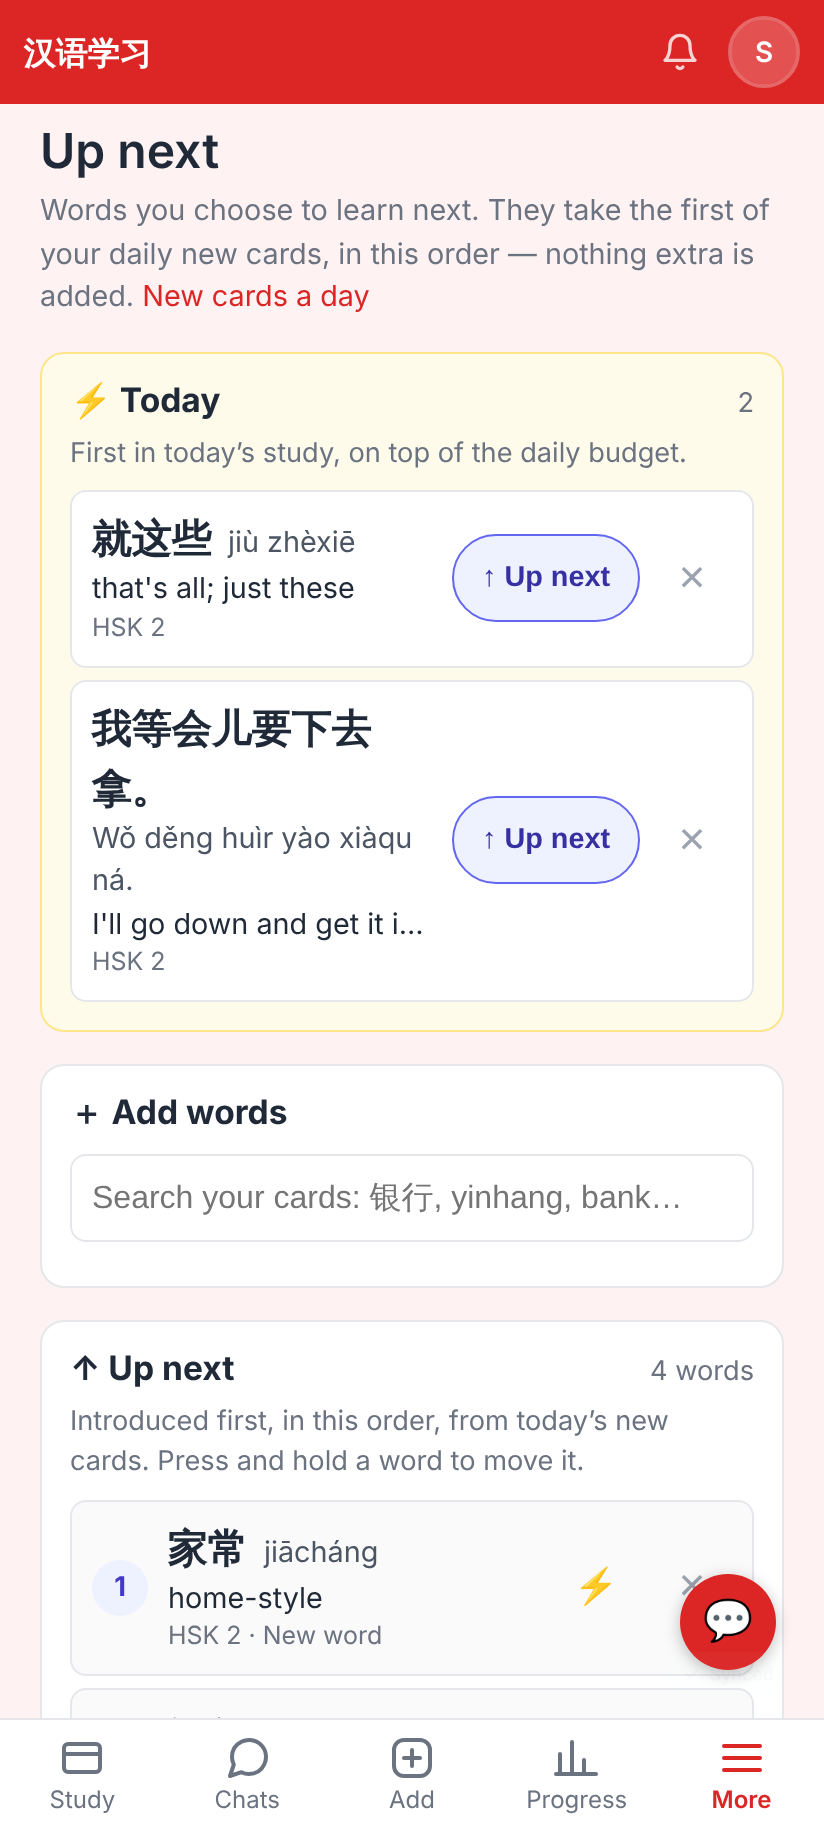 汉语学习
S
Up next
Words you choose to learn next. They take the first of
your daily new cards, in this order — nothing extra is
added. New cards a day
⚡ Today 2
First in today’s study, on top of the daily budget.
就这些 jiù zhèxiē
that's all; just these
HSK 2
↑ Up next ✕
我等会儿要下去
拿。
Wǒ děng huìr yào xiàqu
ná.
I'll go down and get it i...
HSK 2
↑ Up next ✕
+ Add words
Search your cards: 银行, yinhang, bank...
↑ Up next 4 words
Introduced first, in this order, from today’s new
cards. Press and hold a word to move it.
1
家常 jiācháng
home-style
HSK 2 · New word
⚡ ✕
Study Chats Add Progress More